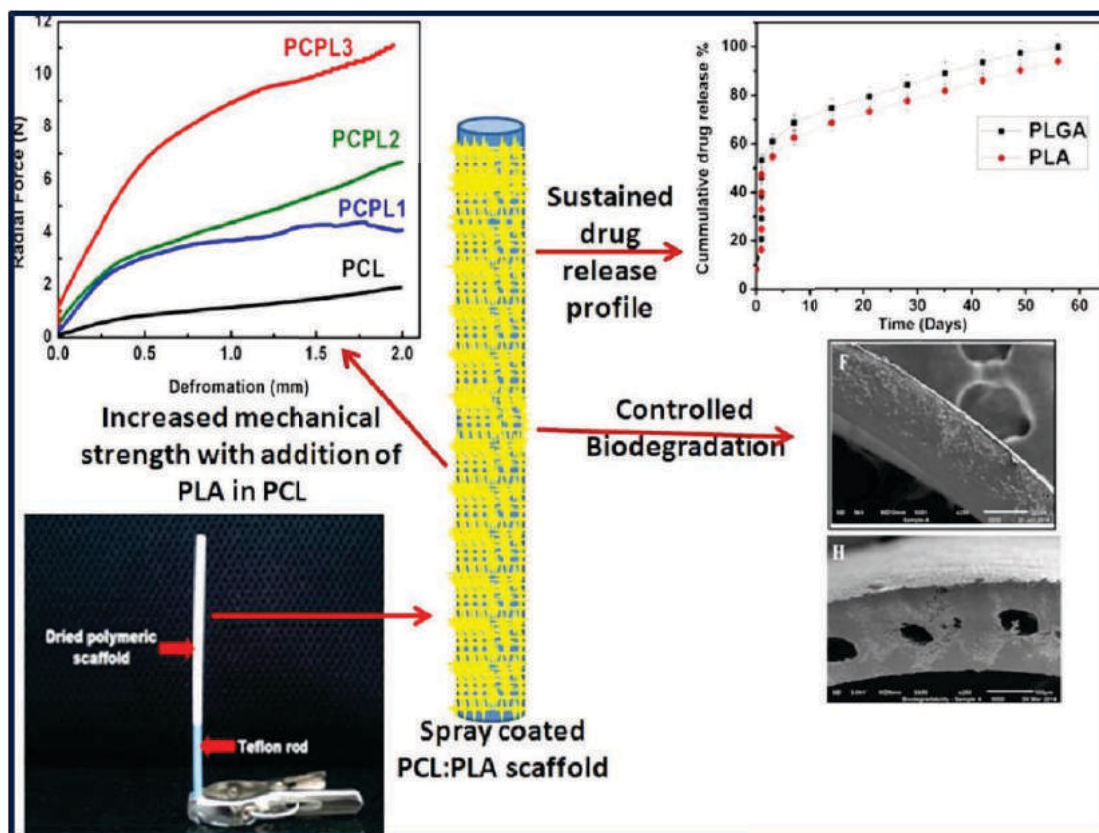 12
10
8
6
4
2
0
Radial Force (N)
PCPL3
PCPL2
PCPL1
PCL
0.0
0.5
1.0
1.5
2.0
Defromation (mm)
Increased mechanical
strength with addition of
PLA in PCL
Dried polymeric
scaffold
Teflon rod
Spray coated
PCL:PLA scaffold
Sustained
drug
release
profile
100
80
60
40
20
0
Cummulative drug release %
PLGA
PLA
0
10
20
30
40
50
60
Time (Days)
Controlled
Biodegradation
F
Sample A
H
Biodegradability - Sample A